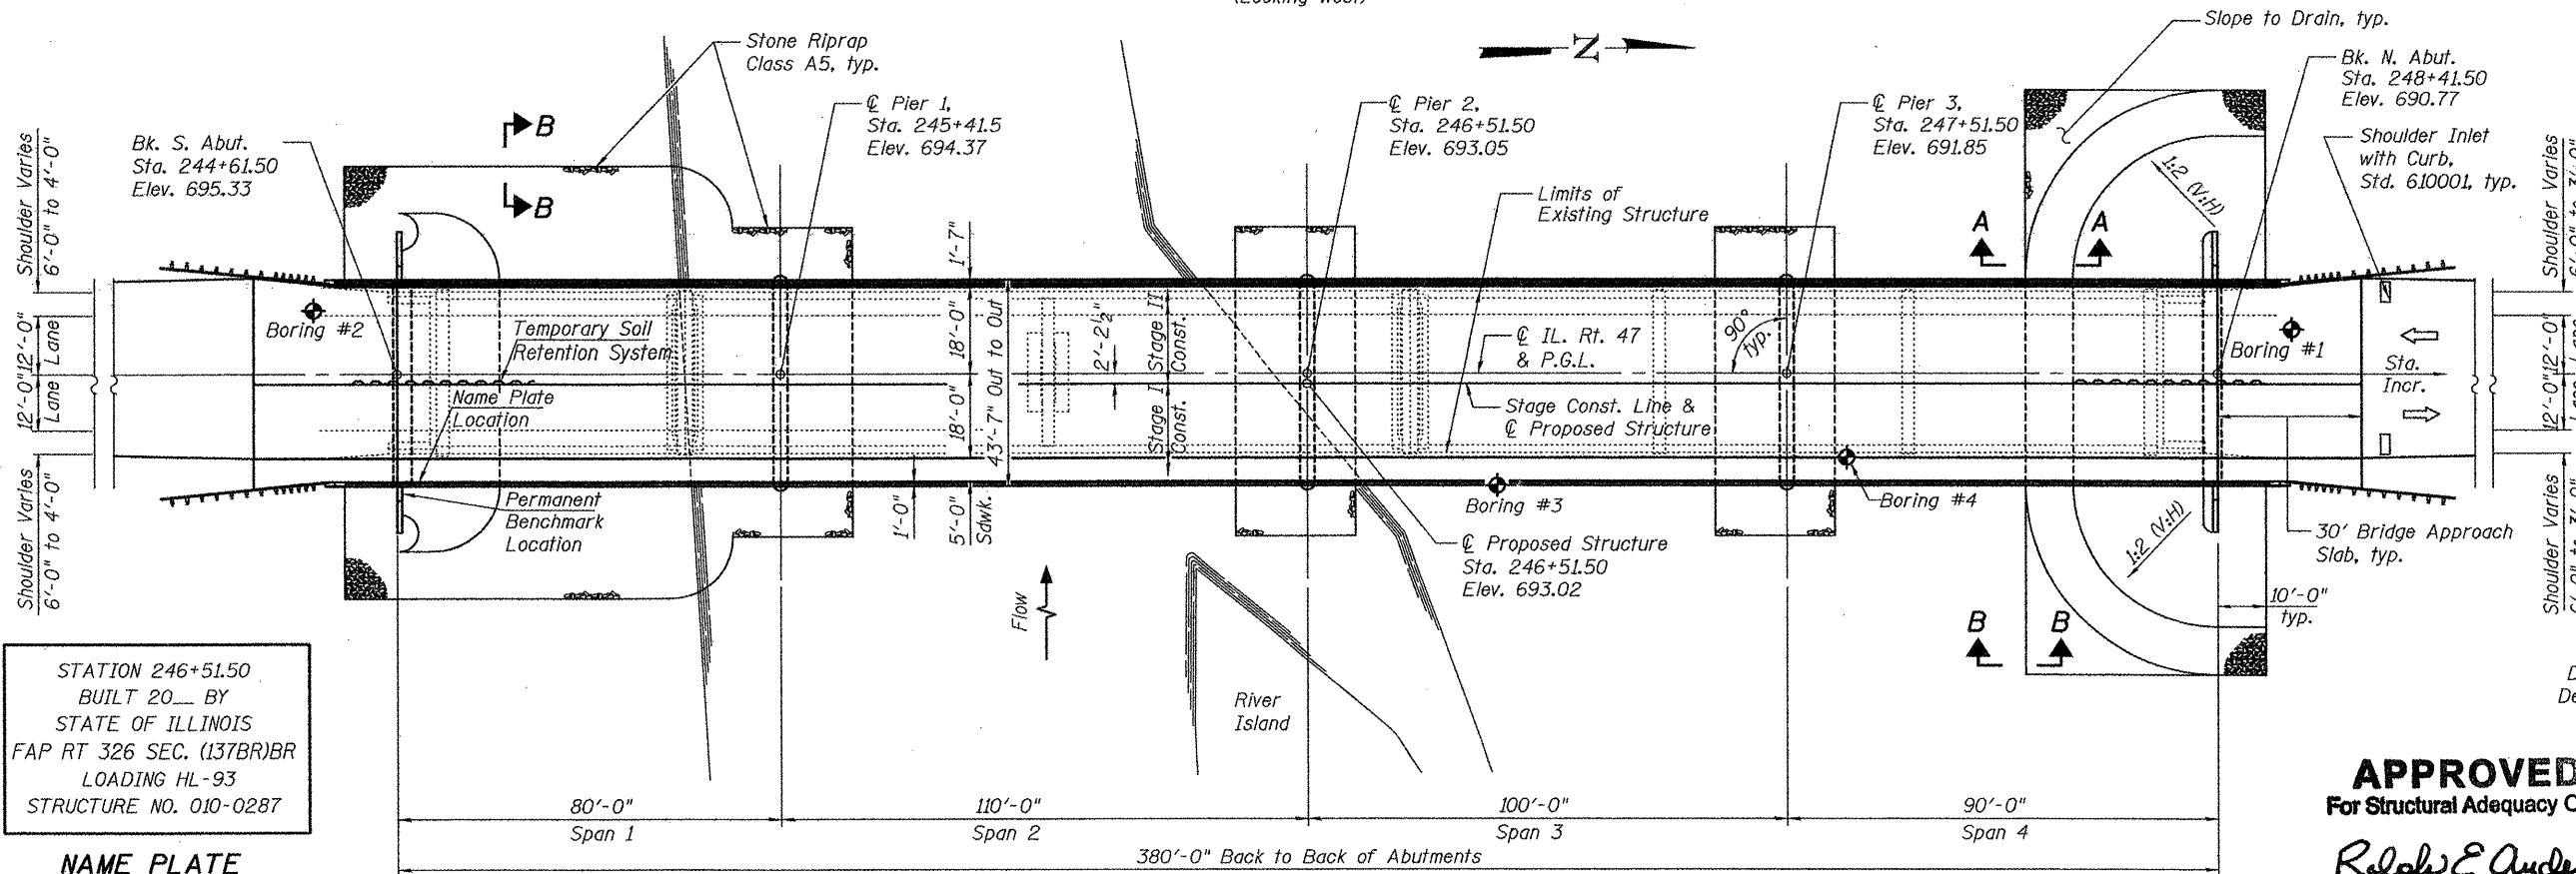 (Looking West)
Stone Riprap
Class A5, typ.
N
Slope to Drain, typ.
Bk. N. Abut.
Sta. 248+41.50
Elev. 690.77
Bk. S. Abut.
Sta. 244+61.50
Elev. 695.33
B
B
℄ Pier 1,
Sta. 245+41.5
Elev. 694.37
℄ Pier 2,
Sta. 246+51.50
Elev. 693.05
℄ Pier 3,
Sta. 247+51.50
Elev. 691.85
Shoulder Inlet
with Curb,
Std. 610001, typ.
Limits of
Existing Structure
1:2 (V:H)
A
A
Shoulder Varies
6'-0" to 4'-0"
12'-0"
Lane
12'-0"
Lane
Shoulder Varies
6'-0" to 4'-0"
Boring #2
Temporary Soil
Retention System
Name Plate
Location
Permanent
Benchmark
Location
1'-7"
18'-0"
18'-0"
43'-7" Out to Out
1'-0"
5'-0"
Sdwk.
2'-2½"
Stage II
Const.
Stage I
Const.
90°
typ.
℄ IL. Rt. 47
& P.G.L.
Stage Const. Line &
℄ Proposed Structure
Boring #1
Sta.
Incr.
Shoulder Varies
12'-0"
12'-0"
Shoulder Varies
Boring #3
Boring #4
℄ Proposed Structure
Sta. 246+51.50
Elev. 693.02
1:2 (V:H)
30' Bridge Approach
Slab, typ.
10'-0"
typ.
Flow
B
B
River
Island
STATION 246+51.50
BUILT 20__ BY
STATE OF ILLINOIS
FAP RT 326 SEC. (137BR)BR
LOADING HL-93
STRUCTURE NO. 010-0287
NAME PLATE
80'-0"
Span 1
110'-0"
Span 2
100'-0"
Span 3
90'-0"
Span 4
380'-0" Back to Back of Abutments
APPROVED
For Structural Adequacy
Ralph E